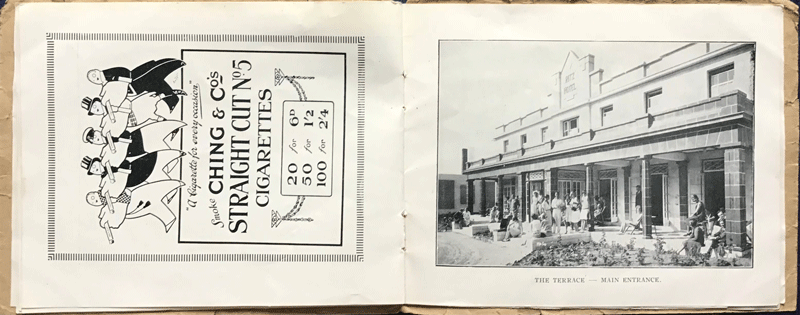 "A Cigarette for every occasion."
Smoke CHING & Co's
STRAIGHT CUT No 5
CIGARETTES
20 for 6D
50 for 1'2
100 for 2'4
HOTEL
THE TERRACE — MAIN ENTRANCE.